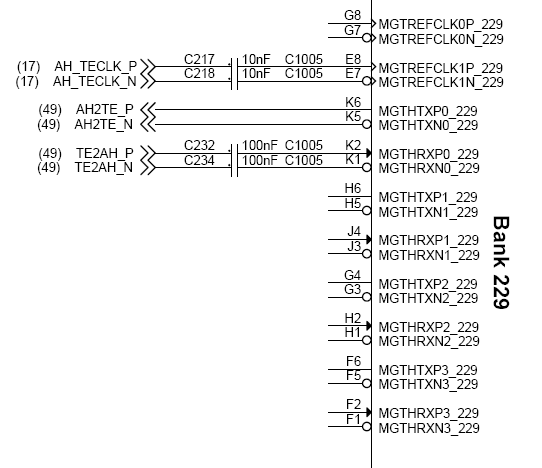 G8 MGTREFCLK0P_229
G7 MGTREFCLK0N_229
(17) AH_TECLK_P C217 10nF C1005 E8 MGTREFCLK1P_229
(17) AH_TECLK_N C218 10nF C1005 E7 MGTREFCLK1N_229
(49) AH2TE_P K6 MGTHTXP0_229
(49) AH2TE_N K5 MGTHTXN0_229
(49) TE2AH_P C232 100nF C1005 K2 MGTHRXP0_229
(49) TE2AH_N C234 100nF C1005 K1 MGTHRXN0_229
H6 MGTHTXP1_229
H5 MGTHTXN1_229
J4 MGTHRXP1_229
J3 MGTHRXN1_229
G4 MGTHTXP2_229
G3 MGTHTXN2_229
H2 MGTHRXP2_229
H1 MGTHRXN2_229
F6 MGTHTXP3_229
F5 MGTHTXN3_229
F2 MGTHRXP3_229
F1 MGTHRXN3_229
Bank 229